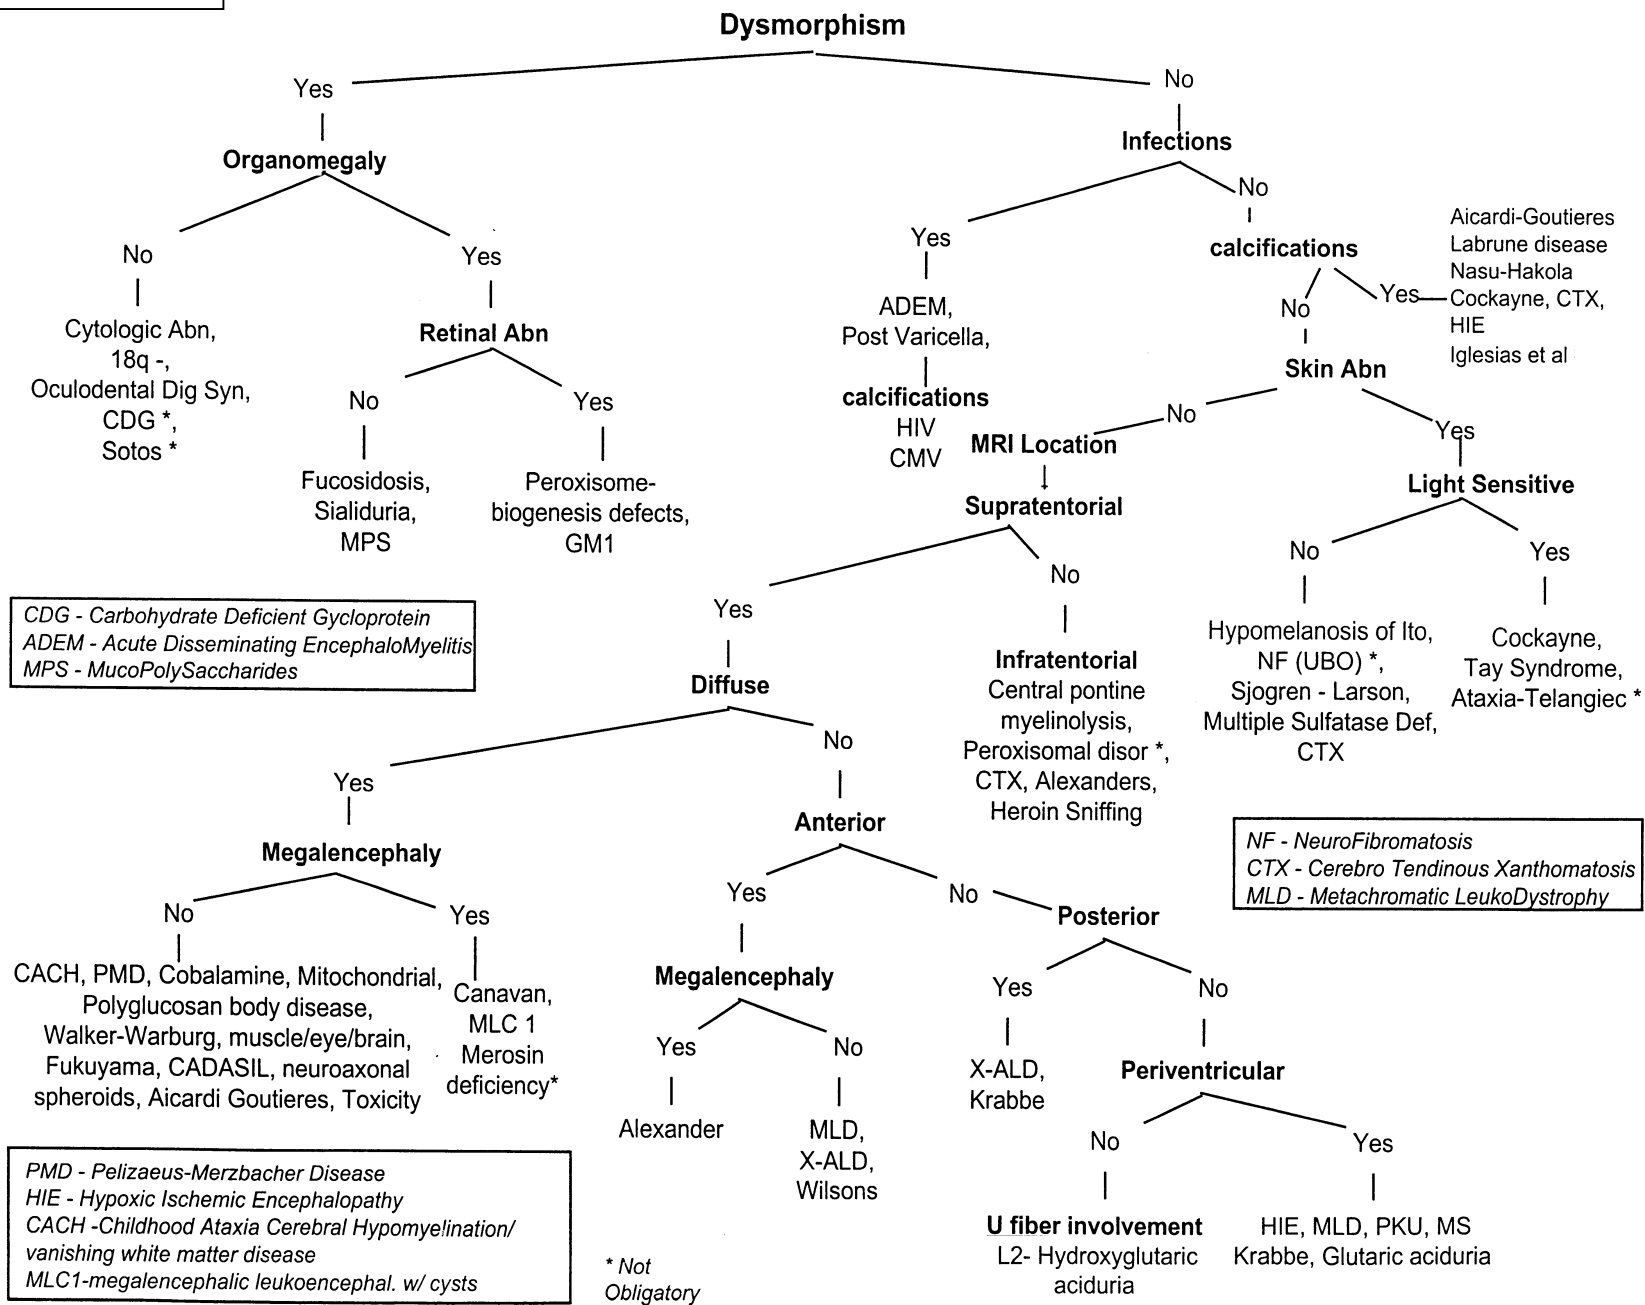 Dysmorphism
Yes
No
Organomegaly
Infections
No
Yes
Yes
No
Cytologic Abn,
18q -,
Oculodental Dig Syn,
CDG *,
Sotos *
Retinal Abn
No
Yes
Fucosidosis,
Sialiduria,
MPS
Peroxisome-
biogenesis defects,
GM1
ADEM,
Post Varicella,
calcifications
HIV
CMV
calcifications
No
Yes
Aicardi-Goutieres
Labrune disease
Nasu-Hakola
Cockayne, CTX,
HIE
Iglesias et al
Skin Abn
No
Yes
MRI Location
Supratentorial
Light Sensitive
No
Yes
Hypomelanosis of Ito,
NF (UBO) *,
Sjogren - Larson,
Multiple Sulfatase Def,
CTX
Cockayne,
Tay Syndrome,
Ataxia-Telangiec *
Yes
No
Infratentorial
Central pontine
myelinolysis,
Peroxisomal disor *,
CTX, Alexanders,
Heroin Sniffing
CDG - Carbohydrate Deficient Gycloprotein
ADEM - Acute Disseminating EncephaloMyelitis
MPS - MucoPolySaccharides
Diffuse
Yes
No
Megalencephaly
Anterior
No
Yes
CACH, PMD, Cobalamine, Mitochondrial,
Polyglucosan body disease,
Walker-Warburg, muscle/eye/brain,
Fukuyama, CADASIL, neuroaxonal
spheroids, Aicardi Goutieres, Toxicity
Canavan,
MLC 1
Merosin
deficiency*
Yes
No
Megalencephaly
Posterior
Yes
No
Alexander
MLD,
X-ALD,
Wilsons
Yes
No
X-ALD,
Krabbe
Periventricular
No
Yes
U fiber involvement
L2- Hydroxyglutaric
aciduria
HIE, MLD, PKU, MS
Krabbe, Glutaric aciduria
NF - NeuroFibromatosis
CTX - Cerebro Tendinous Xanthomatosis
MLD - Metachromatic LeukoDystrophy
PMD - Pelizaeus-Merzbacher Disease
HIE - Hypoxic Ischemic Encephalopathy
CACH -Childhood Ataxia Cerebral Hypomyelination/
vanishing white matter disease
MLC1-megalencephalic leukoencephal. w/ cysts
* Not
Obligatory